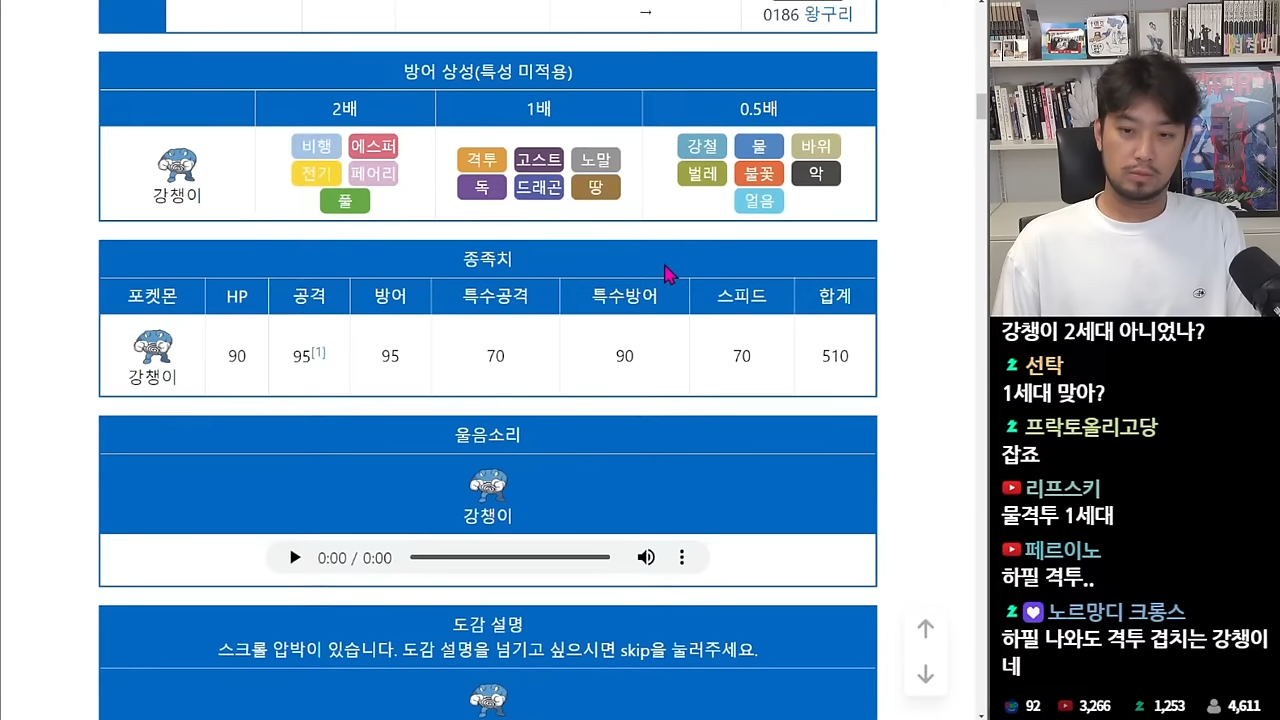 →
0186 왕구리
방어 상성(특성 미적용)
2배 1배 0.5배
강챙이
비행 에스퍼
전기 페어리
풀
격투 고스트 노말
독 드래곤 땅
강철 물 바위
벌레 불꽃 악
얼음
종족치
포켓몬 HP 공격 방어 특수공격 특수방어 스피드 합계
강챙이 90 95[1] 95 70 90 70 510
울음소리
강챙이
0:00 / 0:00
도감 설명
스크롤 압박이 있습니다. 도감 설명을 넘기고 싶으시면 skip을 눌러주세요.
강챙이 2세대 아니었나?
선탁
1세대 맞아?
프락토올리고당
잡죠
리프스키
물격투 1세대
페르이노
하필 격투..
노르망디 크롱스
하필 나와도 격투 겹치는 강챙이
네
92 3,266 1,253 4,611